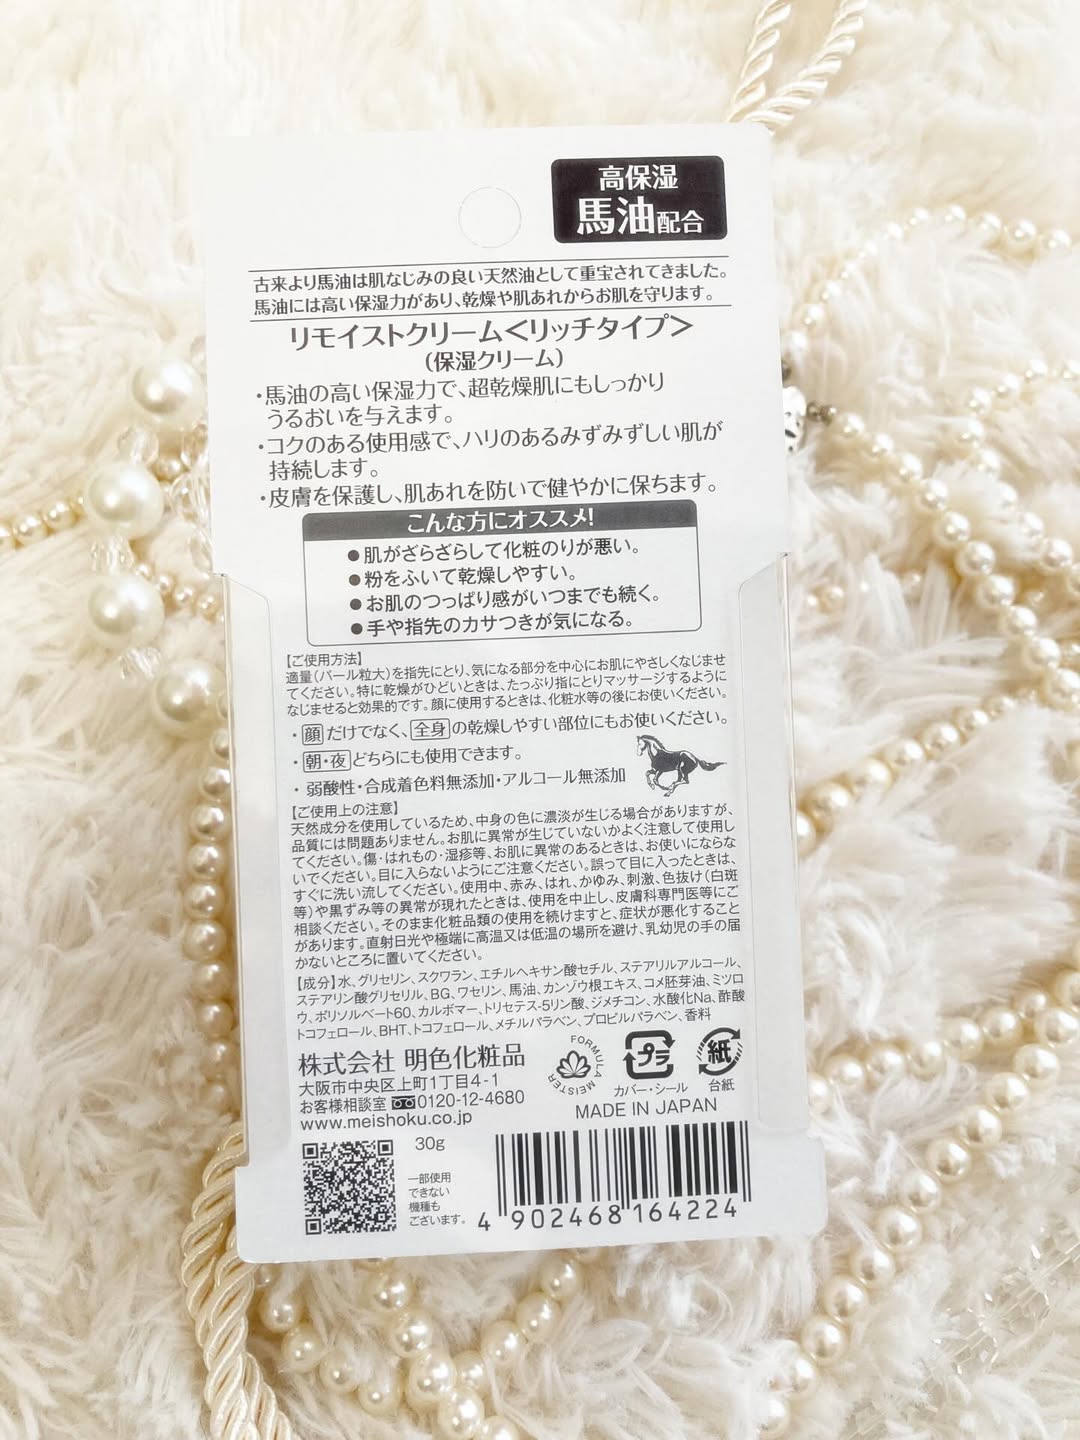 高保湿
馬油配合
古来より馬油は肌なじみの良い天然油として重宝されてきました。
馬油には高い保湿力があり、乾燥や肌あれからお肌を守ります。
リモイストクリーム<リッチタイプ>
(保湿クリーム)
・馬油の高い保湿力で、超乾燥肌にもしっかり
うるおいを与えます。
・コクのある使用感で、ハリのあるみずみずしい肌が
持続します。
・皮膚を保護し、肌あれを防いで健やかに保ちます。
こんな方にオススメ!
●肌がざらざらして化粧のりが悪い。
●粉をふいて乾燥しやすい。
●お肌のつっぱり感がいつまでも続く。
●手や指先のカサつきが気になる。
【ご使用方法】
適量(パール粒大)を指先にとり、気になる部分を中心にお肌にやさしくなじませ
てください。特に乾燥がひどいときは、たっぷり指にとりマッサージするように
なじませると効果的です。顔に使用するときは、化粧水等の後にお使いください。
・顔だけでなく、全身の乾燥しやすい部位にもお使いください。
・朝・夜どちらにも使用できます。
・弱酸性・合成着色料無添加・アルコール無添加
【ご使用上の注意】
天然成分を使用しているため、中身の色に濃淡が生じる場合がありますが、
品質には問題ありません。お肌に異常が生じていないかよく注意して使用し
てください。傷・はれもの・湿疹等、お肌に異常のあるときは、お使いにならな
いでください。目に入らないようにご注意ください。誤って目に入ったときは、
すぐに洗い流してください。使用中、赤み、はれ、かゆみ、刺激、色抜け(白斑
等)や黒ずみ等の異常が現れたときは、使用を中止し、皮膚科専門医等にご
相談ください。そのまま化粧品類の使用を続けますと、症状が悪化すること
があります。直射日光や極端に高温又は低温の場所を避け、乳幼児の手の届
かないところに置いてください。
【成分】水、グリセリン、スクワラン、エチルヘキサン酸セチル、ステアリルアルコール、
ステアリン酸グリセリル、BG、ワセリン、馬油、カンゾウ根エキス、コメ胚芽油、ミツロ
ウ、ポリソルベート60、カルボマー、トリセテス-5リン酸、ジメチコン、水酸化Na、酢酸
トコフェロール、BHT、トコフェロール、メチルパラベン、プロピルパラベン、香料
株式会社 明色化粧品
大阪市中央区上町1丁目4-1
お客様相談室 0120-12-4680
www.meishoku.co.jp
FORMULA MEISTER
プラ
カバー・シール
紙
台紙
MADE IN JAPAN
30g
一部使用
できない
機種も
ございます。
4 902468 164224